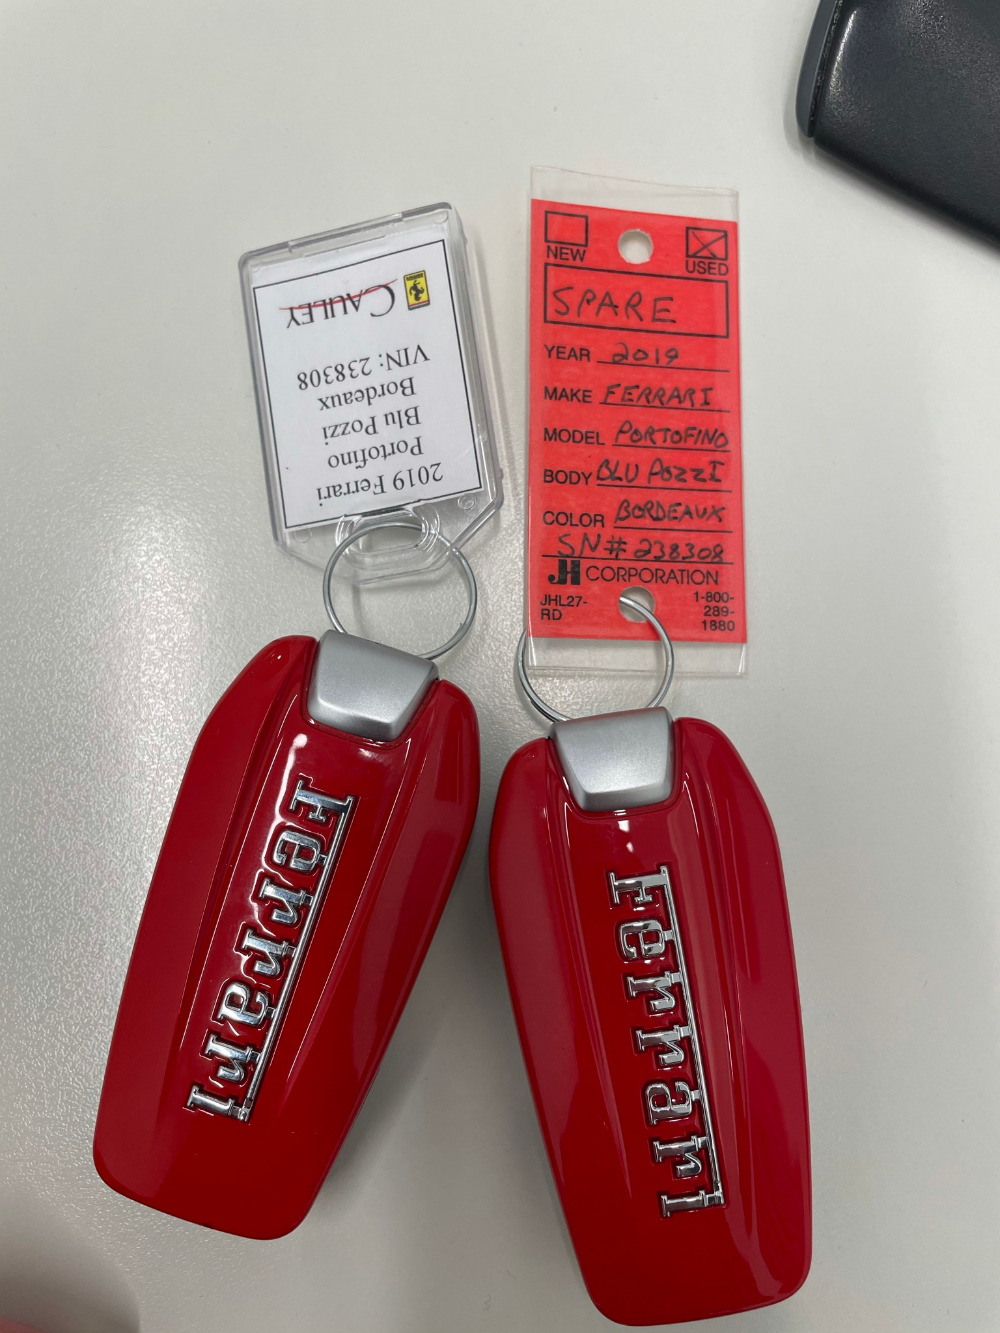 CAULEY
VIN: 238308
Bordeaux
Blu Pozzi
Portofino
2019 Ferrari
NEW
USED
SPARE
YEAR 2019
MAKE FERRARI
MODEL PORTOFINO
BODY BLU POZZI
COLOR BORDEAUX
SN# 238308
JH CORPORATION
JHL27-
RD
1-800-
289-
1880
Ferrari
Ferrari